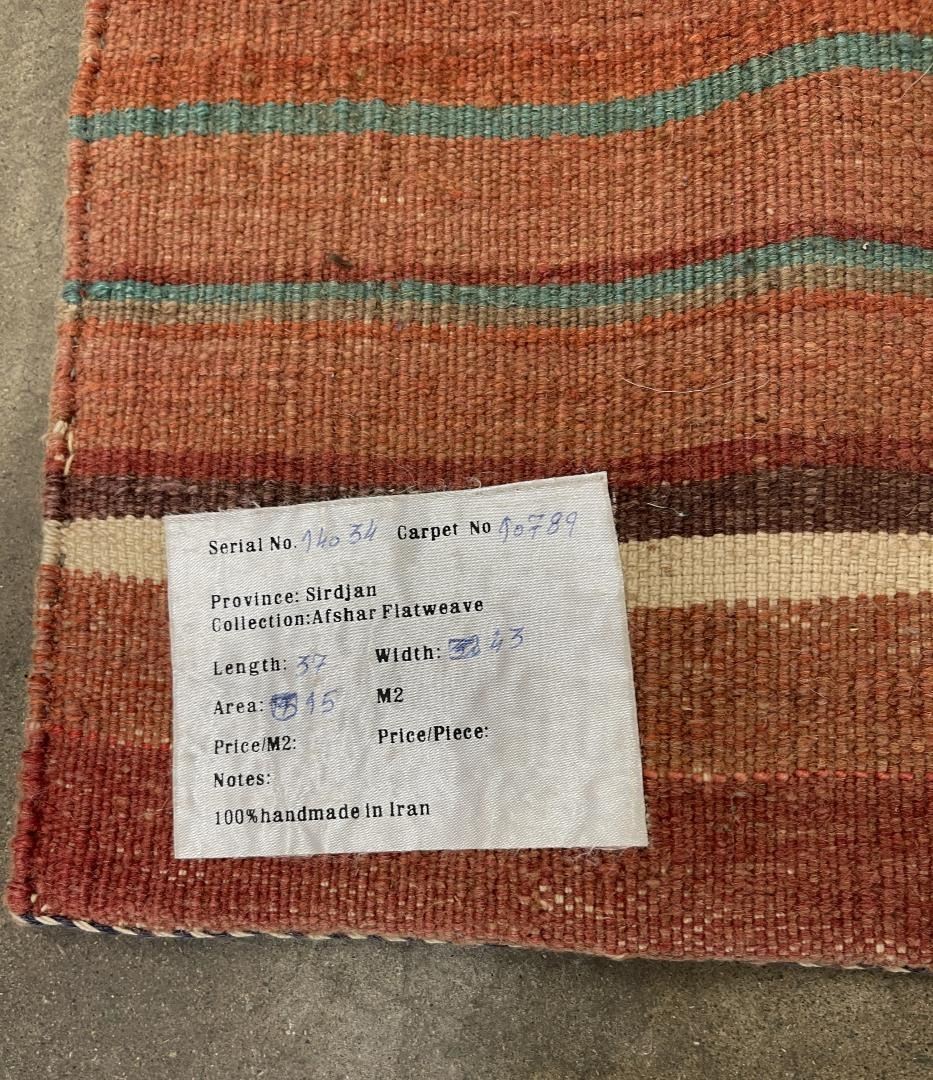 Serial No. 14034 Carpet No 10789
Province: Sirdjan
Collection:Afshar Flatweave
Length: 37 Width: 43
Area: 15 M2
Price/M2: Price/Piece:
Notes:
100%handmade in Iran